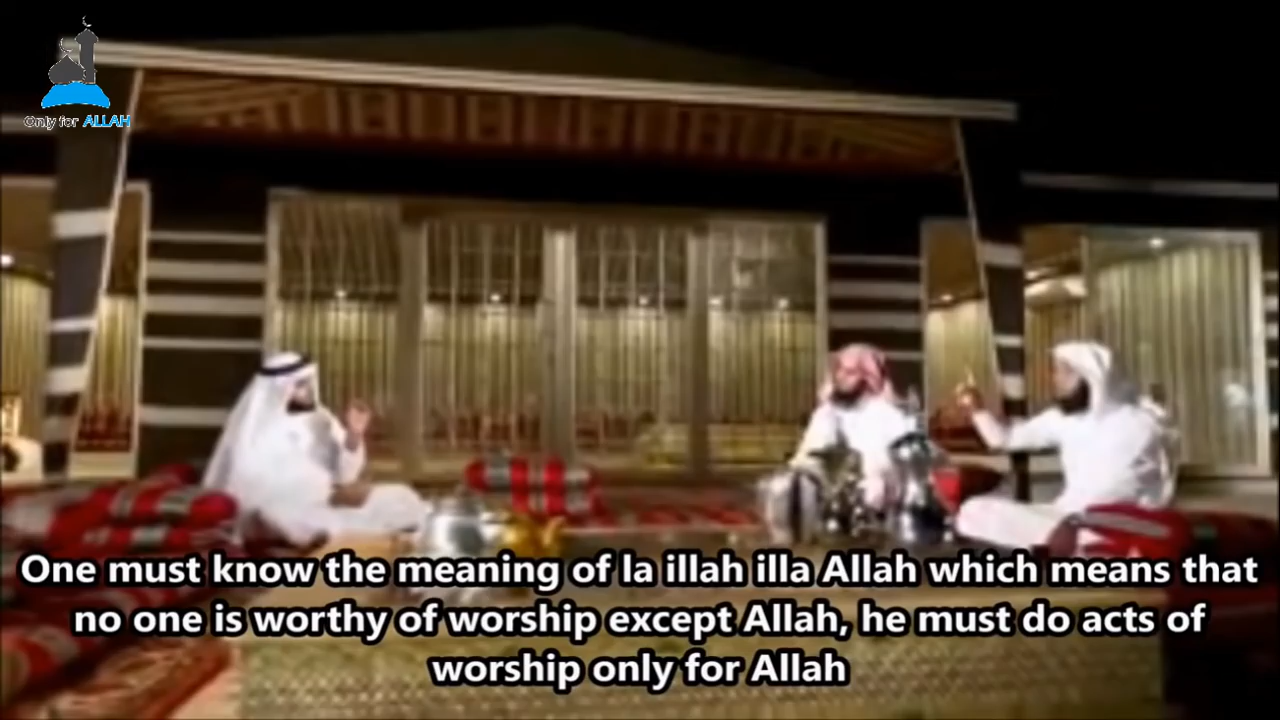 Only for ALLAH
One must know the meaning of la illah illa Allah which means that
no one is worthy of worship except Allah, he must do acts of
worship only for Allah